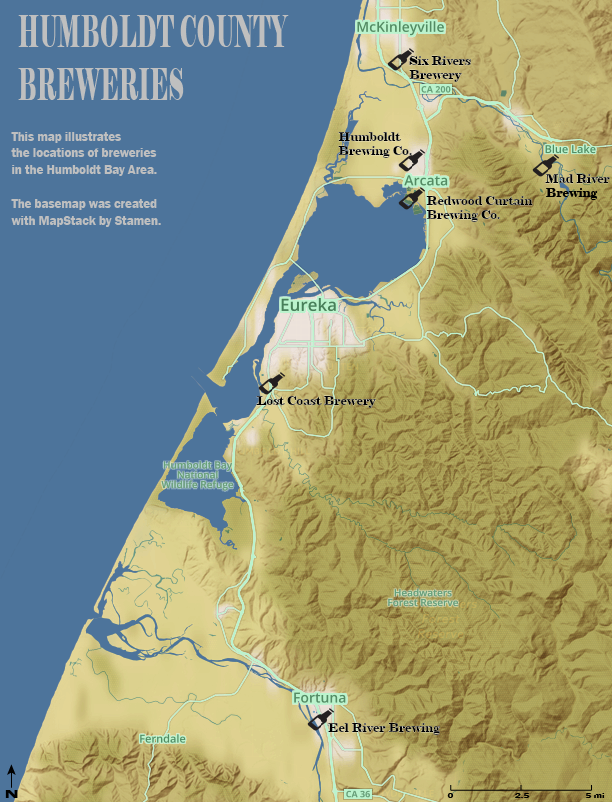 HUMBOLDT COUNTY
BREWERIES
This map illustrates
the locations of breweries
in the Humboldt Bay Area.
The basemap was created
with MapStack by Stamen.
McKinleyville
Six Rivers
Brewery
CA 200
Humboldt
Brewing Co.
Blue Lake
Arcata
Mad River
Brewing
Redwood Curtain
Brewing Co.
Eureka
Lost Coast Brewery
Humboldt Bay
National
Wildlife Refuge
Headwaters
Forest Reserve
Fortuna
Eel River Brewing
Ferndale
N
CA 36
0 2.5 5 mi